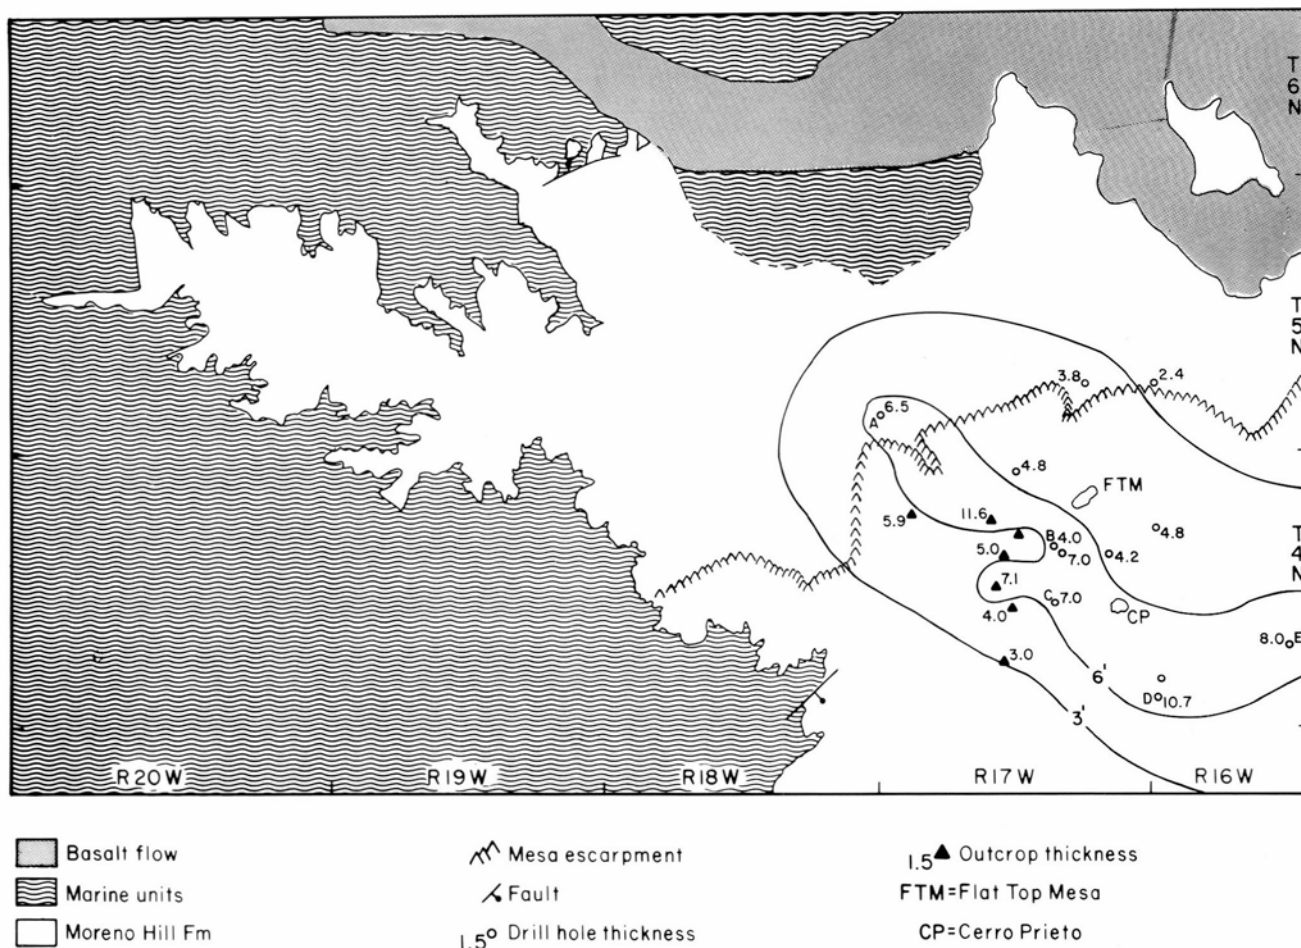 T
6
N
T
5
N
3.8
2.4
A
6.5
4.8
FTM
5.9
11.6
4.8
B
4.0
7.0
5.0
4.2
T
4
N
7.1
C
7.0
4.0
CP
8.0
E
3.0
6'
D
10.7
3'
R20W
R19W
R18W
R17W
R16W
Basalt flow
Mesa escarpment
1.5 Outcrop thickness
Marine units
Fault
FTM=Flat Top Mesa
Moreno Hill Fm
1.5 Drill hole thickness
CP=Cerro Prieto